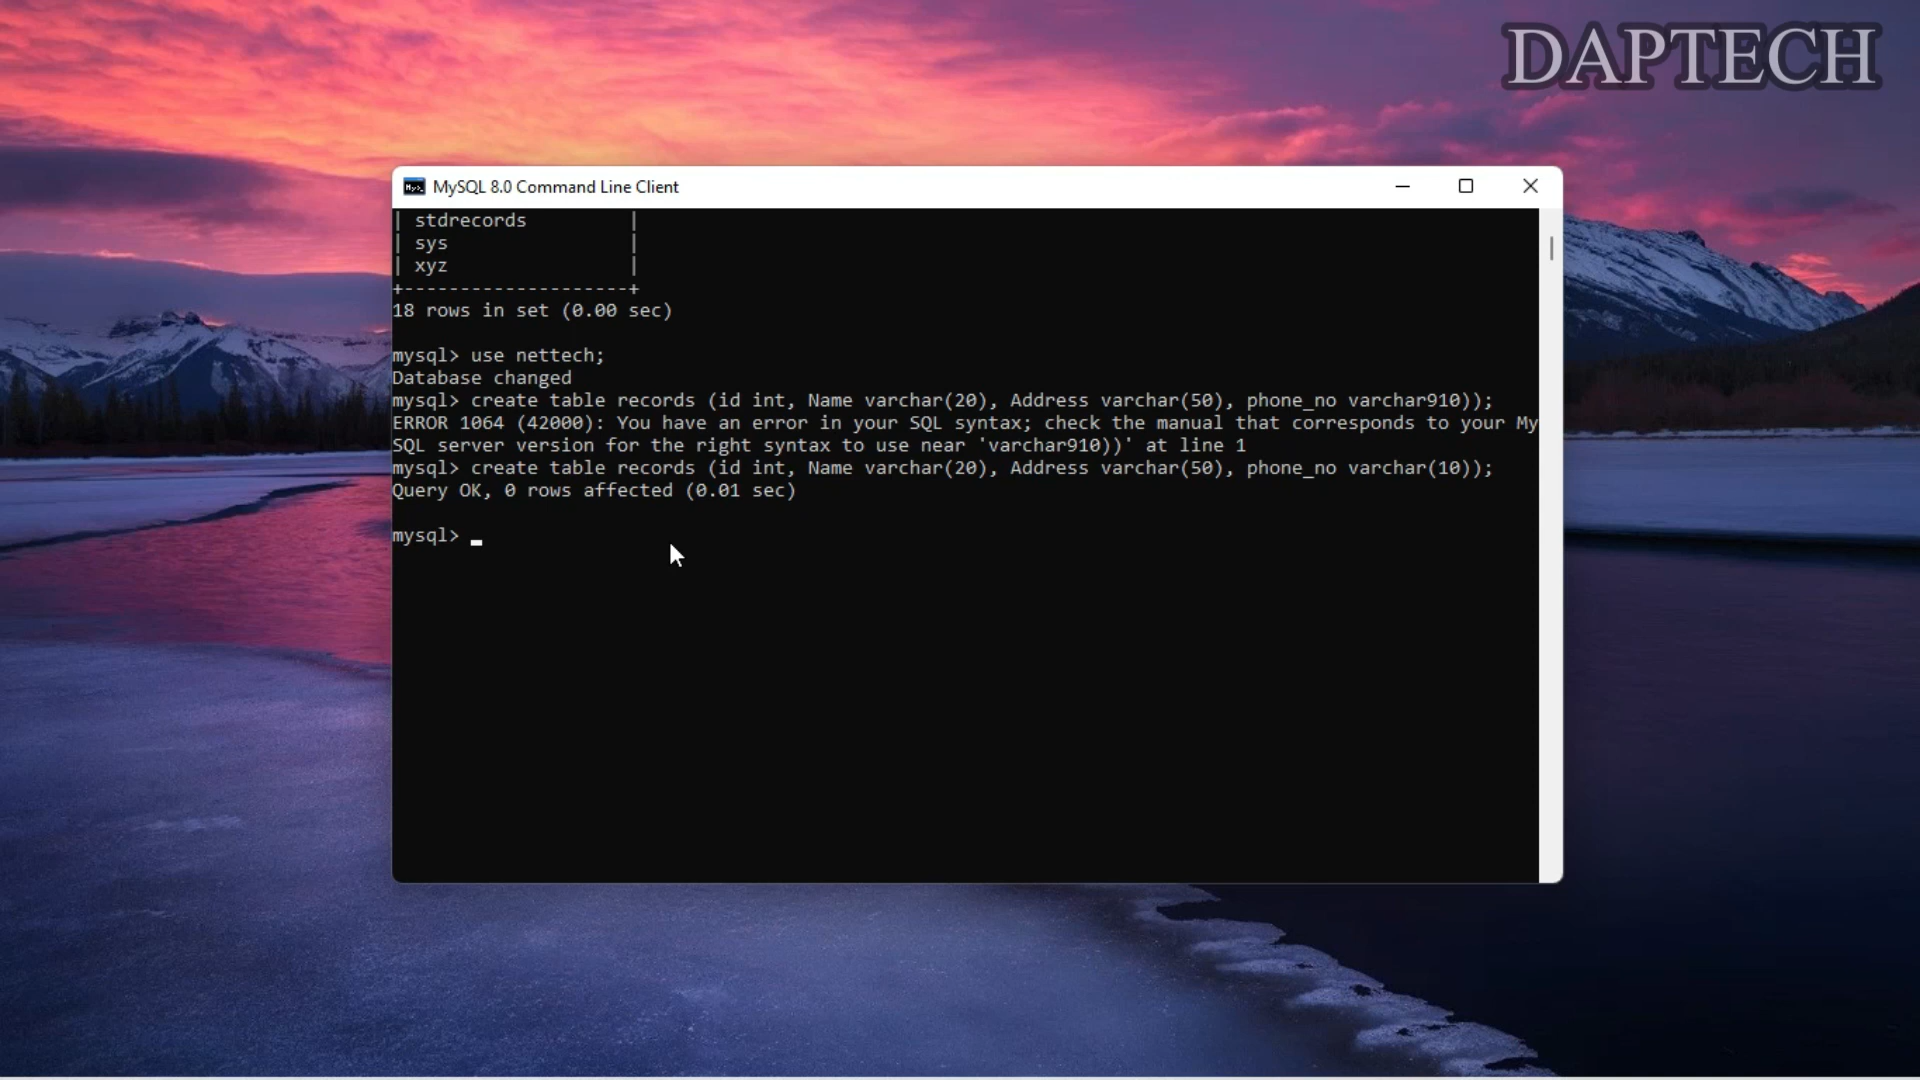 DAPTECH
MySQL 8.0 Command Line Client
| stdrecords |
| sys |
| xyz |
+--------------------+
18 rows in set (0.00 sec)
mysql> use nettech;
Database changed
mysql> create table records (id int, Name varchar(20), Address varchar(50), phone_no varchar910));
ERROR 1064 (42000): You have an error in your SQL syntax; check the manual that corresponds to your My
SQL server version for the right syntax to use near 'varchar910))' at line 1
mysql> create table records (id int, Name varchar(20), Address varchar(50), phone_no varchar(10));
Query OK, 0 rows affected (0.01 sec)
mysql> _